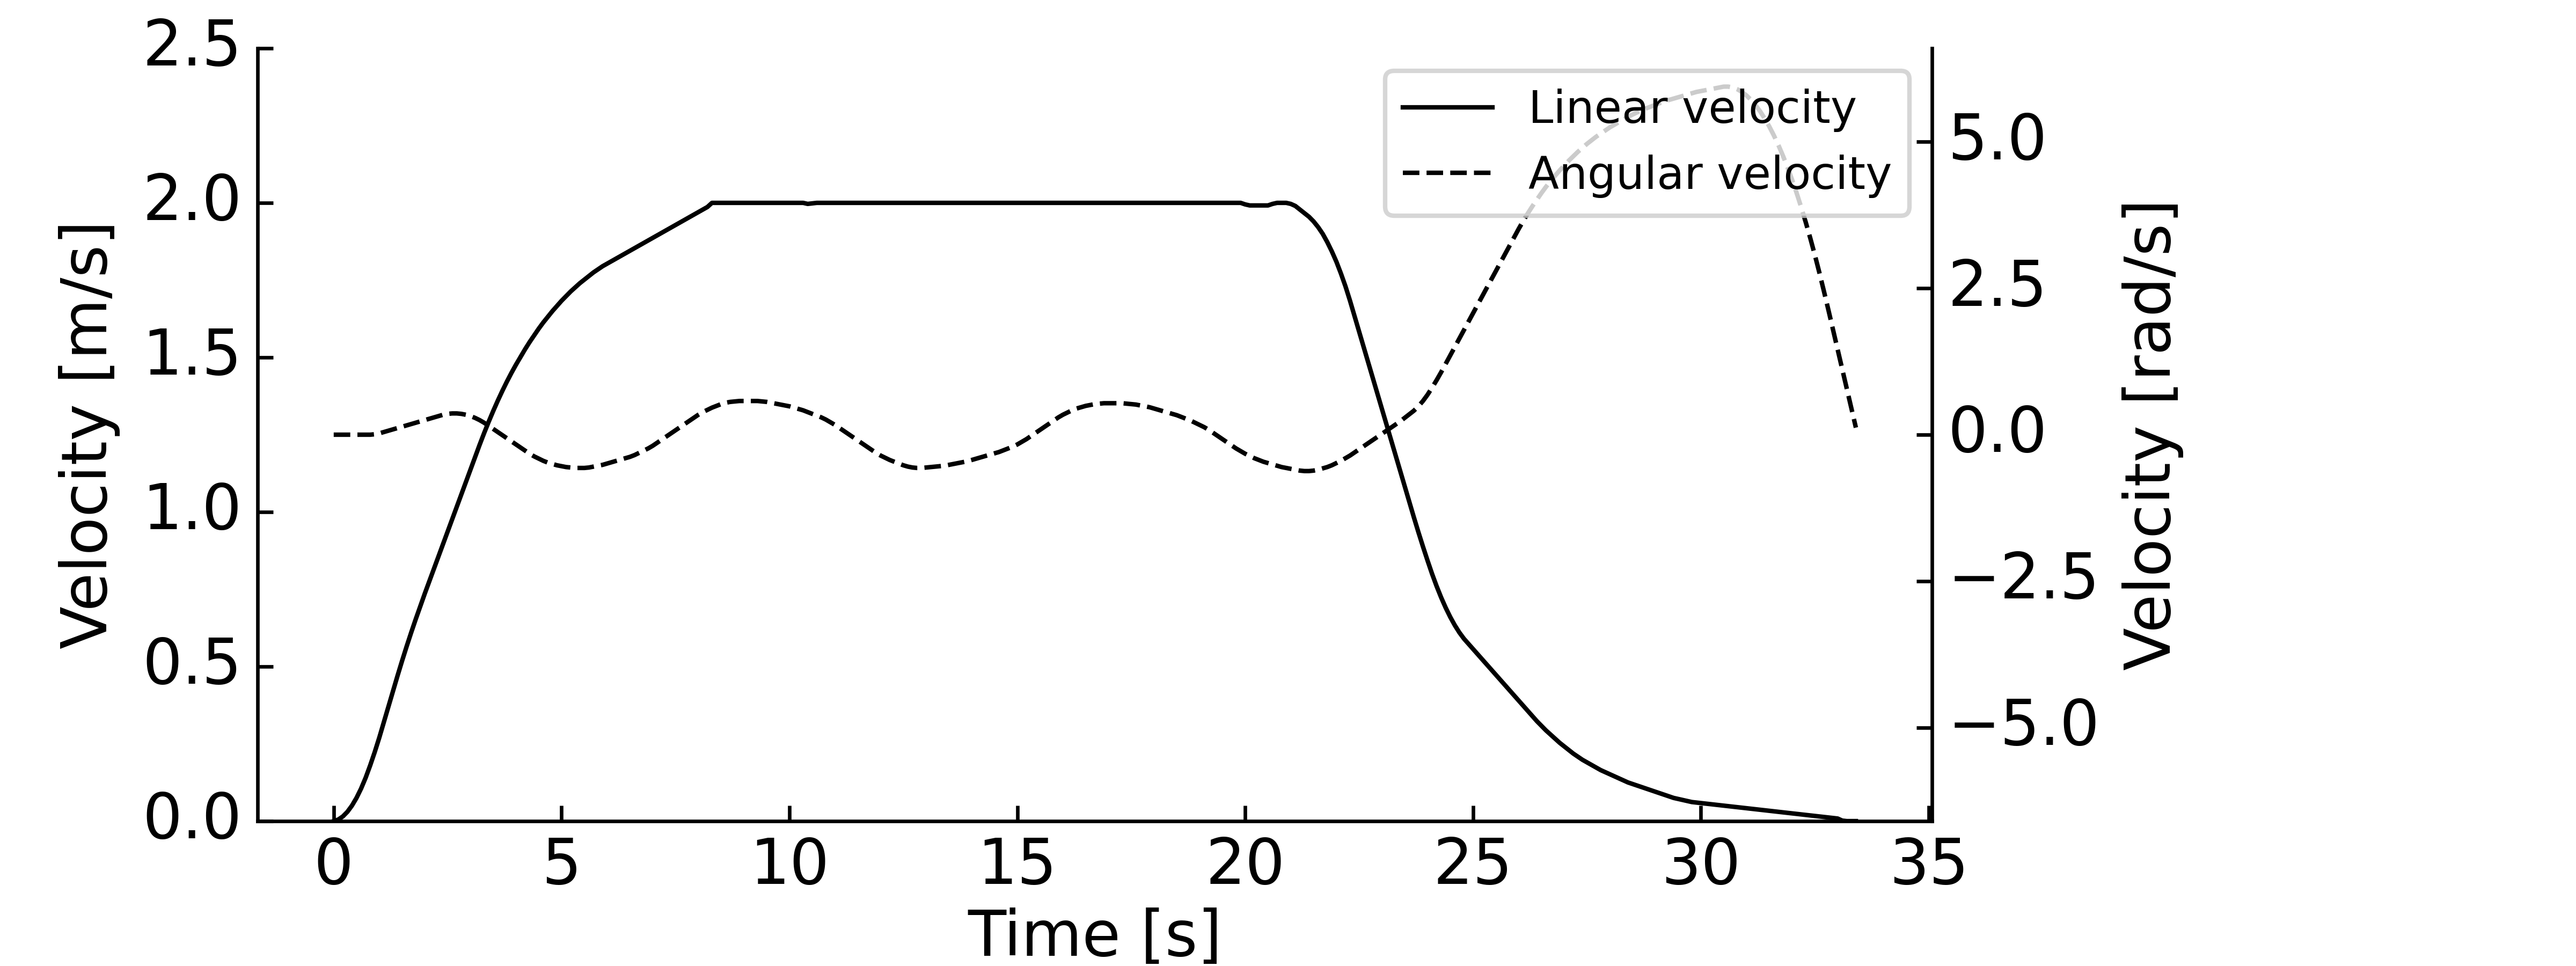 2.5
2.0
1.5
1.0
0.5
0.0
Velocity [m/s]
Linear velocity
Angular velocity
5.0
2.5
0.0
−2.5
−5.0
Velocity [rad/s]
0 5 10 15 20 25 30 35
Time [s]